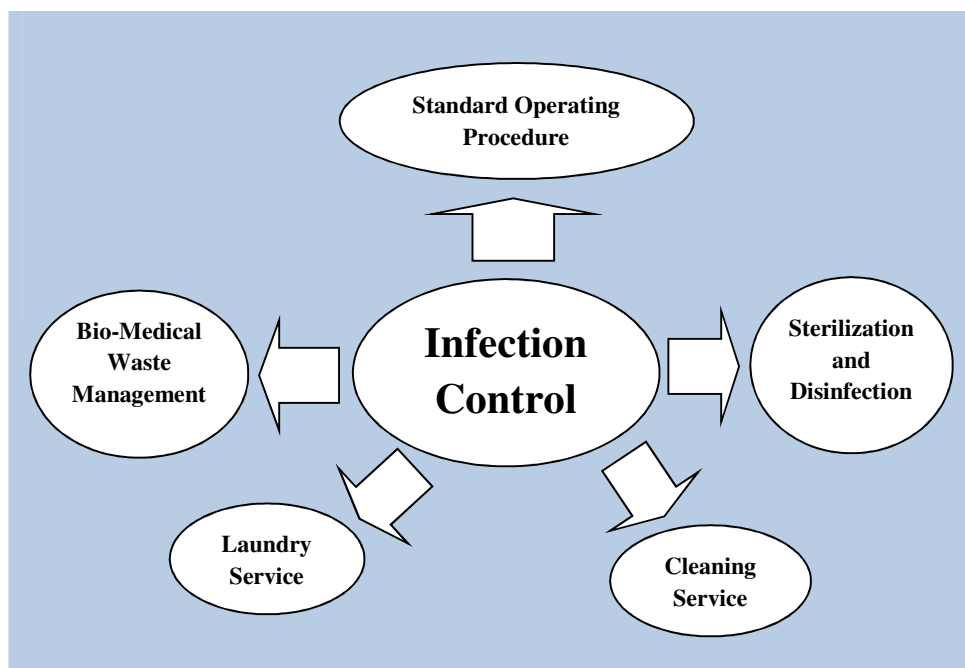 Standard Operating
Procedure
Bio-Medical
Waste
Management
Infection
Control
Sterilization
and
Disinfection
Laundry
Service
Cleaning
Service